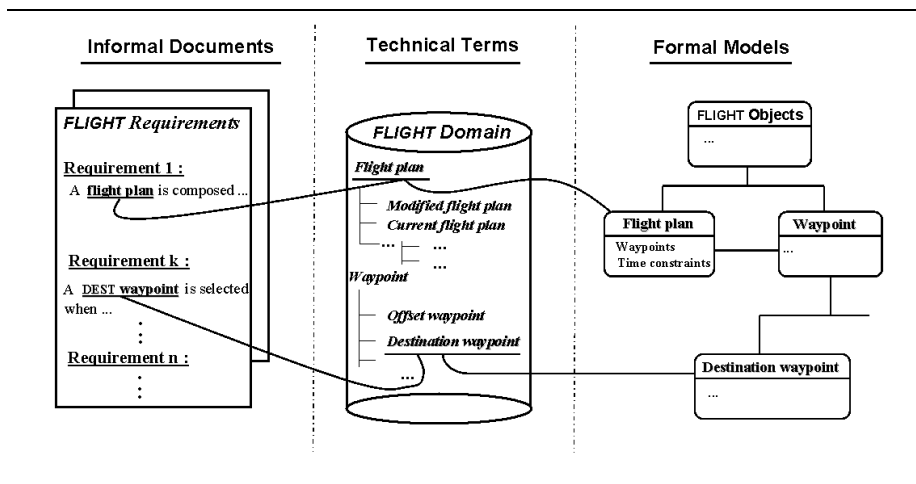 Informal Documents
Technical Terms
Formal Models
FLIGHT Requirements
Requirement 1 :
A flight plan is composed ...
Requirement k :
A DEST waypoint is selected
when ...
Requirement n :
FLIGHT Domain
Flight plan
Modified flight plan
Current flight plan
... ...
...
Waypoint
Offset waypoint
Destination waypoint
...
FLIGHT Objects
...
Flight plan
Waypoints
Time constraints
Waypoint
...
Destination waypoint
...